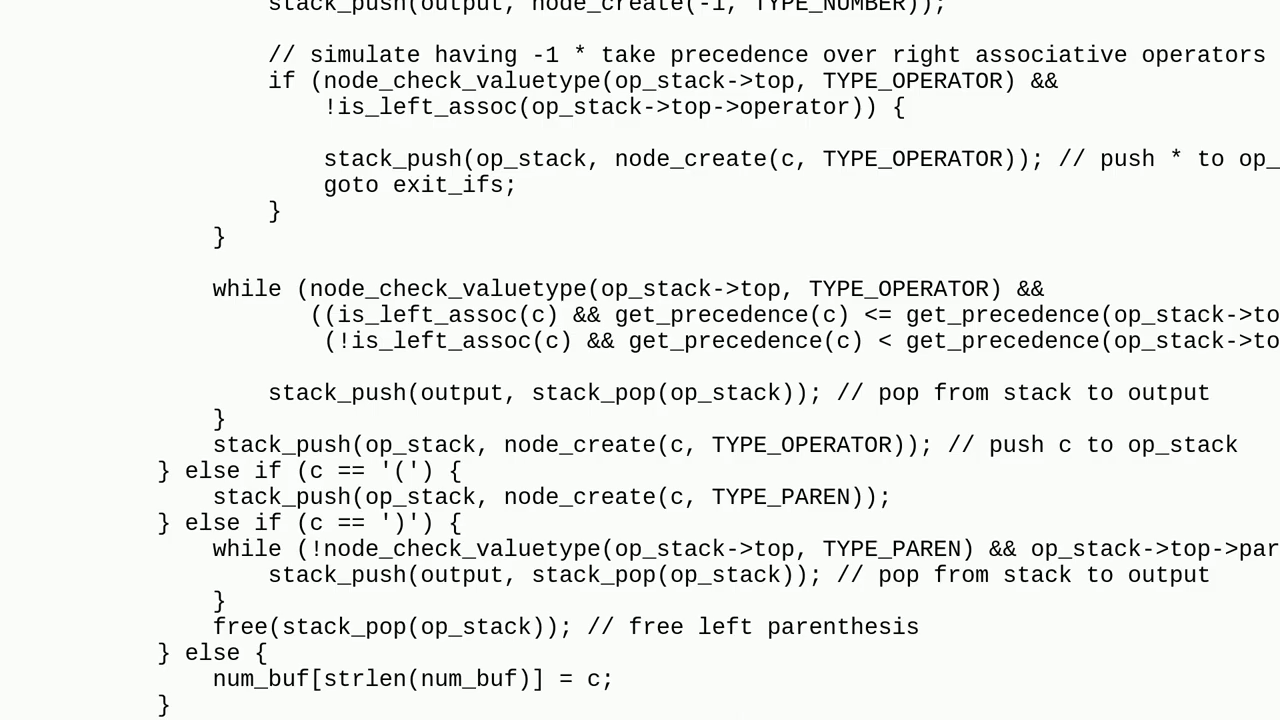 stack_push(output, node_create(-1, TYPE_NUMBER));
// simulate having -1 * take precedence over right associative operators
if (node_check_valuetype(op_stack->top, TYPE_OPERATOR) &&
!is_left_assoc(op_stack->top->operator)) {
stack_push(op_stack, node_create(c, TYPE_OPERATOR)); // push * to op_
goto exit_ifs;
}
}
while (node_check_valuetype(op_stack->top, TYPE_OPERATOR) &&
((is_left_assoc(c) && get_precedence(c) <= get_precedence(op_stack->to
(!is_left_assoc(c) && get_precedence(c) < get_precedence(op_stack->to
stack_push(output, stack_pop(op_stack)); // pop from stack to output
}
stack_push(op_stack, node_create(c, TYPE_OPERATOR)); // push c to op_stack
} else if (c == '(') {
stack_push(op_stack, node_create(c, TYPE_PAREN));
} else if (c == ')') {
while (!node_check_valuetype(op_stack->top, TYPE_PAREN) && op_stack->top->par
stack_push(output, stack_pop(op_stack)); // pop from stack to output
}
free(stack_pop(op_stack)); // free left parenthesis
} else {
num_buf[strlen(num_buf)] = c;
}